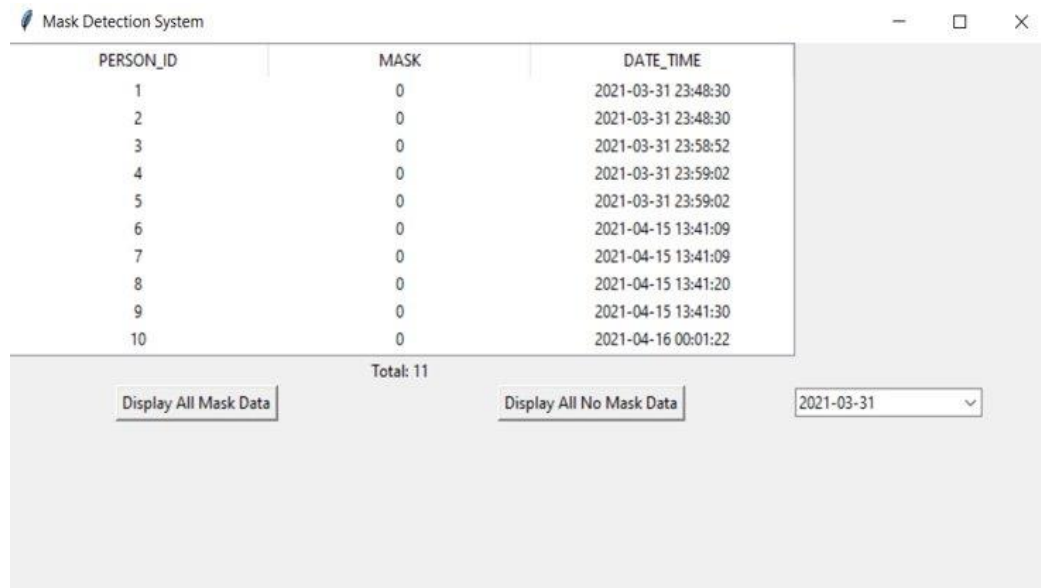 Mask Detection System
PERSON_ID MASK DATE_TIME
1 0 2021-03-31 23:48:30
2 0 2021-03-31 23:48:30
3 0 2021-03-31 23:58:52
4 0 2021-03-31 23:59:02
5 0 2021-03-31 23:59:02
6 0 2021-04-15 13:41:09
7 0 2021-04-15 13:41:09
8 0 2021-04-15 13:41:20
9 0 2021-04-15 13:41:30
10 0 2021-04-16 00:01:22
Total: 11
Display All Mask Data Display All No Mask Data 2021-03-31